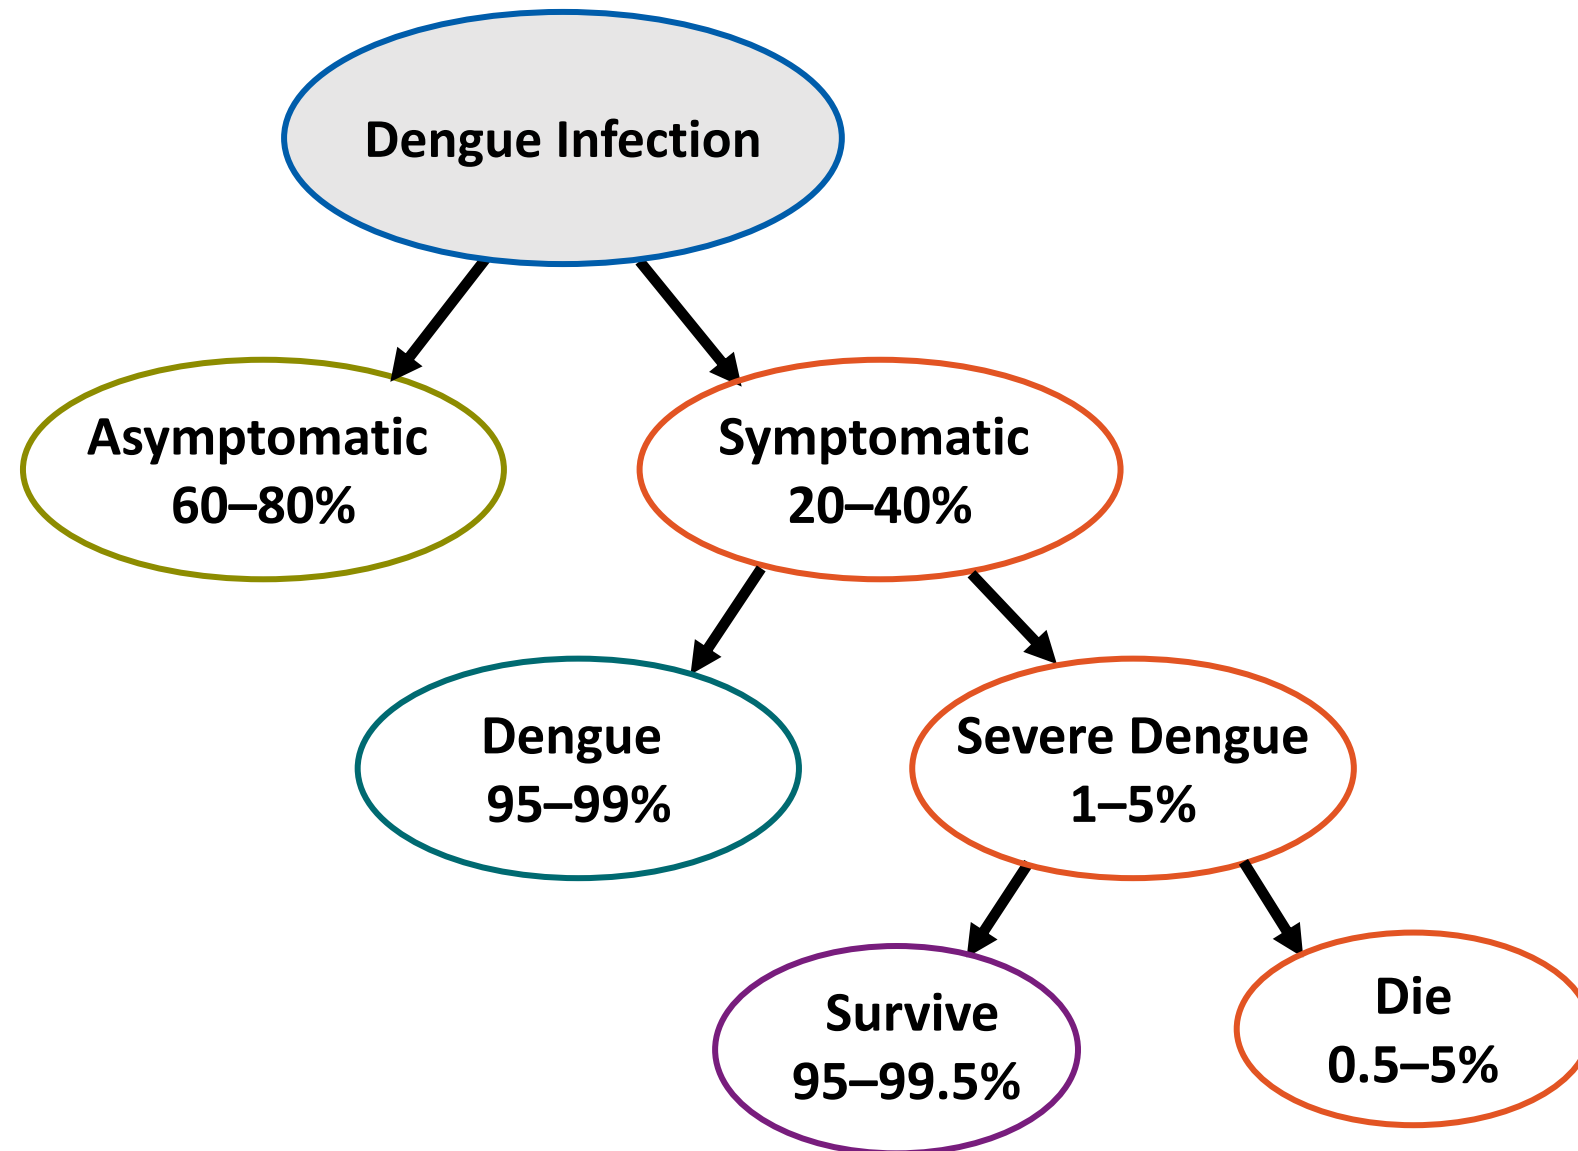 Dengue Infection
Asymptomatic
60–80%
Symptomatic
20–40%
Dengue
95–99%
Severe Dengue
1–5%
Survive
95–99.5%
Die
0.5–5%